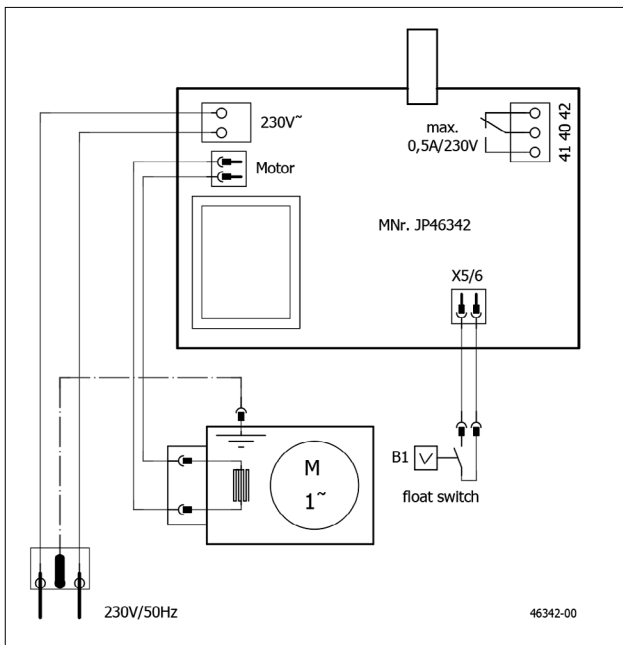 230V~
max.
0,5A/230V
41 40 42
Motor
MNr. JP46342
X5/6
M
1~
B1
float switch
230V/50Hz
46342-00